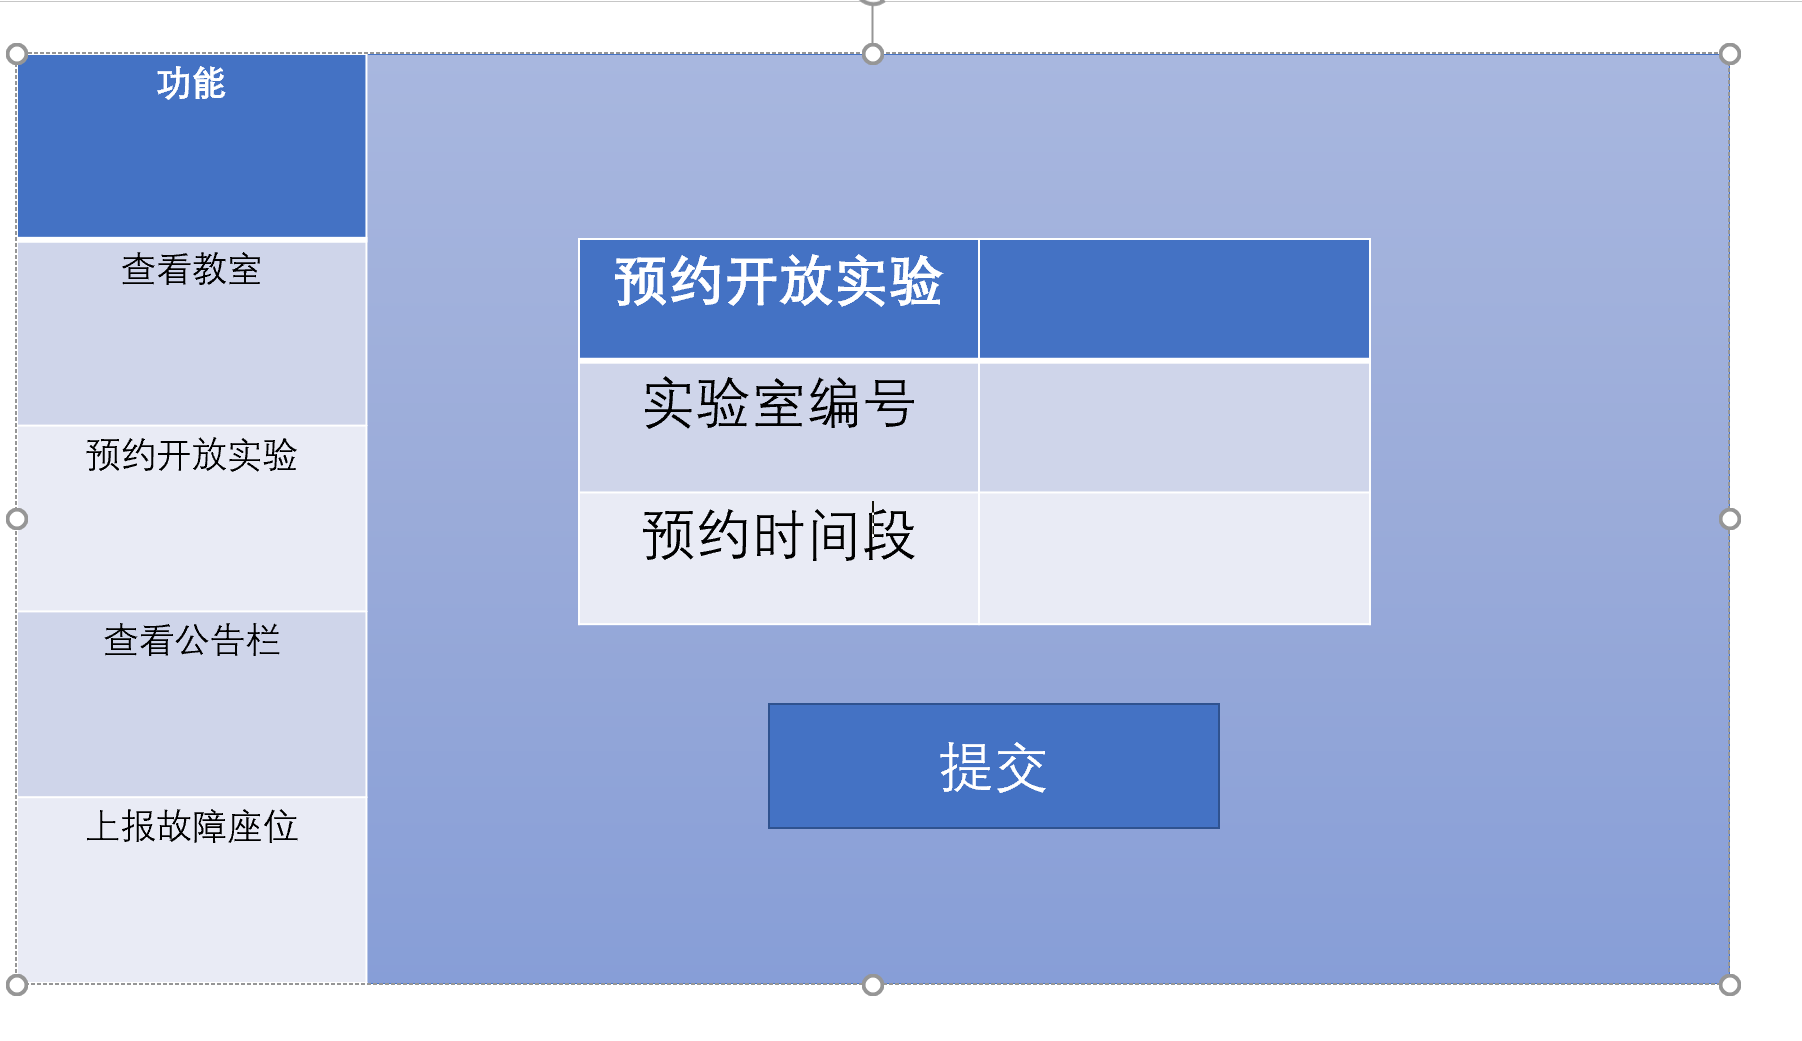 功能
查看教室
预约开放实验
查看公告栏
上报故障座位
预约开放实验
实验室编号
预约时间段
提交